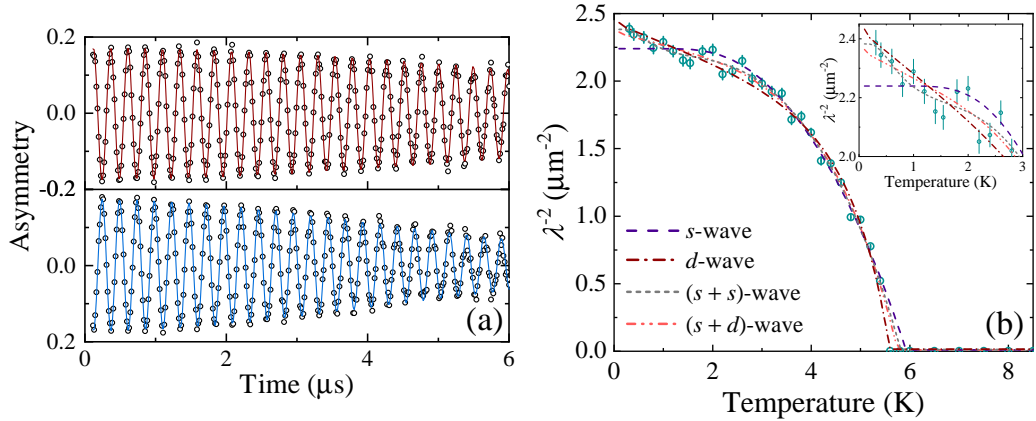 0.2
0.0
-0.2
0.0
0.2
Asymmetry
(a)
0 2 4 6
Time (μs)
2.5
2.0
1.5
1.0
0.5
0.0
λ⁻² (μm⁻²)
s-wave
d-wave
(s + s)-wave
(s + d)-wave
(b)
0 2 4 6 8
Temperature (K)
2.4
2.2
2.0
λ⁻² (μm⁻²)
0 1 2 3
Temperature (K)